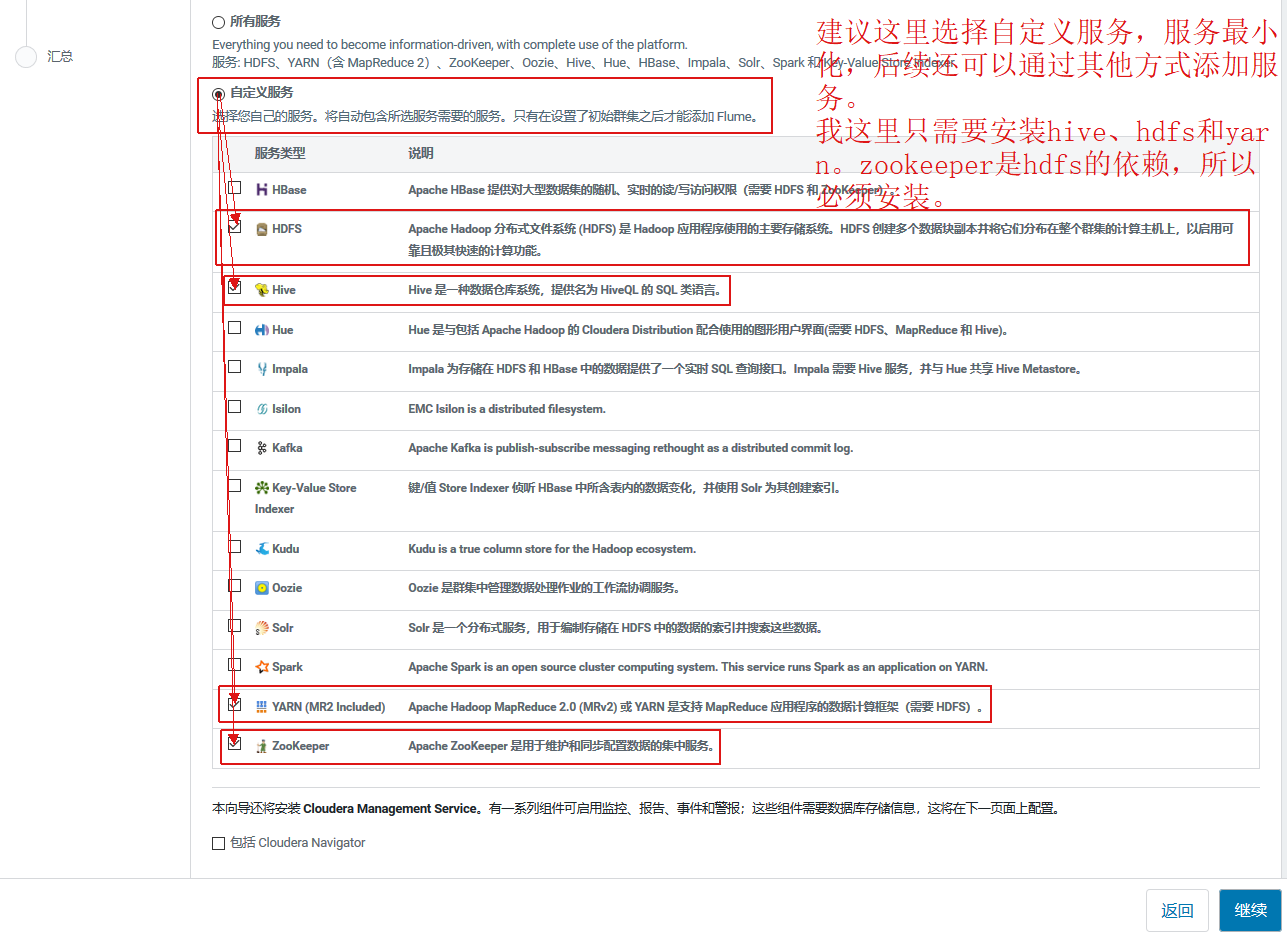 所有服务
Everything you need to become information-driven, with complete use of the platform.
服务: HDFS、YARN（含 MapReduce 2）、ZooKeeper、Oozie、Hive、Hue、HBase、Impala、Solr、Spark 和 Key-Value Store Indexer。
汇总
建议这里选择自定义服务，服务最小
化，后续还可以通过其他方式添加服
务。
我这里只需要安装hive、hdfs和yar
n。zookeeper是hdfs的依赖，所以
必须安装。
自定义服务
选择您自己的服务。将自动包含所选服务需要的服务。只有在设置了初始群集之后才能添加 Flume。
服务类型 说明
HBase Apache HBase 提供对大型数据集的随机、实时的读/写访问权限（需要 HDFS 和 ZooKeeper）。
HDFS Apache Hadoop 分布式文件系统 (HDFS) 是 Hadoop 应用程序使用的主要存储系统。HDFS 创建多个数据块副本并将它们分布在整个群集的计算主机上，以启用可
靠且极其快速的计算功能。
Hive Hive 是一种数据仓库系统，提供名为 HiveQL 的 SQL 类语言。
Hue Hue 是与包括 Apache Hadoop 的 Cloudera Distribution 配合使用的图形用户界面(需要 HDFS、MapReduce 和 Hive)。
Impala Impala 为存储在 HDFS 和 HBase 中的数据提供了一个实时 SQL 查询接口。Impala 需要 Hive 服务，并与 Hue 共享 Hive Metastore。
Isilon EMC Isilon is a distributed filesystem.
Kafka Apache Kafka is publish-subscribe messaging rethought as a distributed commit log.
Key-Value Store 键/值 Store Indexer 侦听 HBase 中所含表内的数据变化，并使用 Solr 为其创建索引。
Indexer
Kudu Kudu is a true column store for the Hadoop ecosystem.
Oozie Oozie 是群集中管理数据处理作业的工作流协调服务。
Solr Solr 是一个分布式服务，用于编制存储在 HDFS 中的数据的索引并搜索这些数据。
Spark Apache Spark is an open source cluster computing system. This service runs Spark as an application on YARN.
YARN (MR2 Included) Apache Hadoop MapReduce 2.0 (MRv2) 或 YARN 是支持 MapReduce 应用程序的数据计算框架（需要 HDFS）。
ZooKeeper Apache ZooKeeper 是用于维护和同步配置数据的集中服务。
本向导还将安装 Cloudera Management Service。有一系列组件可启用监控、报告、事件和警报；这些组件需要数据库存储信息，这将在下一页面上配置。
包括 Cloudera Navigator
返回 继续